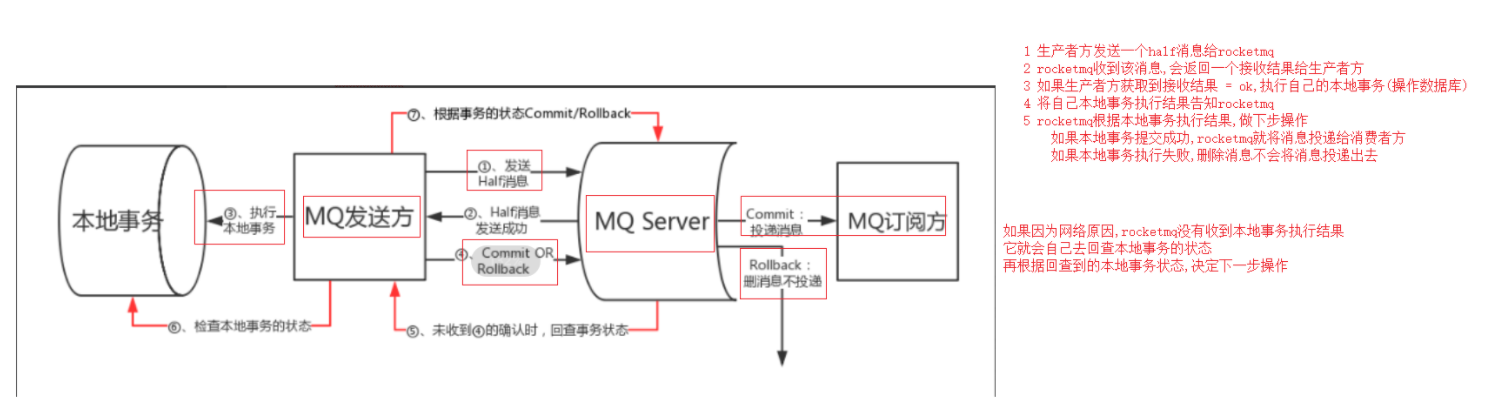 1 生产者方发送一个half消息给rocketmq
2 rocketmq收到该消息,会返回一个接收结果给生产者方
3 如果生产者方获取到接收结果 = ok,执行自己的本地事务(操作数据库)
4 将自己本地事务执行结果告知rocketmq
5 rocketmq根据本地事务执行结果,做下步操作
如果本地事务提交成功,rocketmq就将消息投递给消费者方
如果本地事务执行失败,删除消息不会将消息投递出去
如果因为网络原因,rocketmq没有收到本地事务执行结果
它就会自己去回查本地事务的状态
再根据回查到的本地事务状态,决定下一步操作
⑦、根据事务的状态Commit/Rollback
①、发送
Half消息
本地事务
③、执行
本地事务
MQ发送方
②、Half消息
发送成功
MQ Server
Commit：
投递消息
MQ订阅方
④、Commit OR
Rollback
Rollback：
删消息不投递
⑥、检查本地事务的状态
⑤、未收到④的确认时，回查事务状态